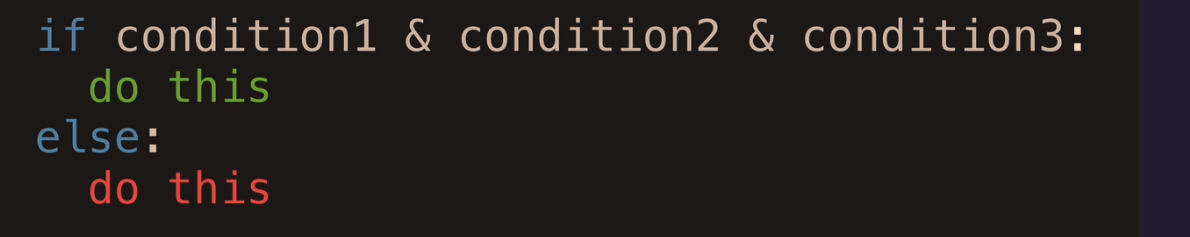 if condition1 & condition2 & condition3:
  do this
else:
  do this